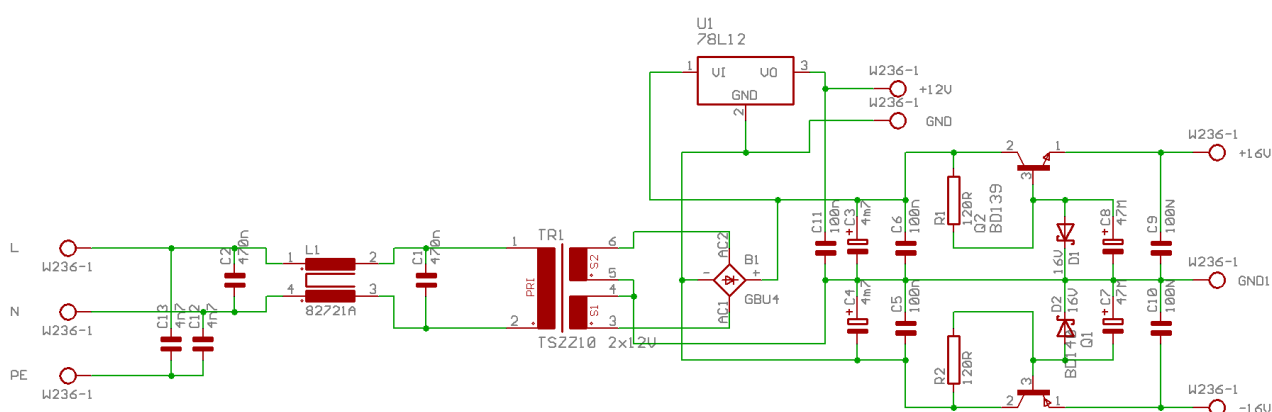 U1
78L12
1 VI VO 3
GND
2
W236-1
+12V
W236-1
GND
W236-1
+16V
2 1
3
R1
120R
Q2
BD139
C11
100n
C3
4m7
C6
100n
16V
D1
C8
47M
C9
100N
L
W236-1
C2
470n
L1
1 2
4 3
82721A
C1
470n
TR1
1 6
S2
5
PRI
4
S1
2 3
TSZZ10 2x12V
AC2
B1
- +
GBU4
AC1
W236-1
GND1
N
W236-1
C13
4n7
C12
4n7
C4
4m7
C5
100n
D2
16V
C7
47M
C10
100N
BD140
Q1
R2
120R
PE
W236-1
3
2 1
W236-1
-16V